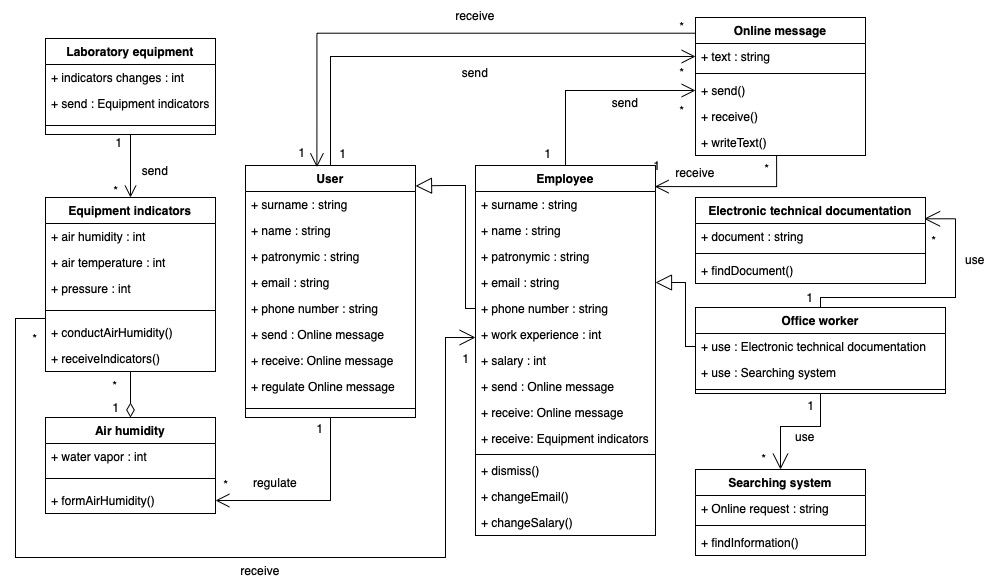 receive
*
Online message
+ text : string
+ send()
+ receive()
+ writeText()
send
*
send
*
1
1
1
*
receive
1
Laboratory equipment
+ indicators changes : int
+ send : Equipment indicators
1
send
*
Equipment indicators
+ air humidity : int
+ air temperature : int
+ pressure : int
+ conductAirHumidity()
+ receiveIndicators()
*
*
1
Air humidity
+ water vapor : int
+ formAirHumidity()
User
+ surname : string
+ name : string
+ patronymic : string
+ email : string
+ phone number : string
+ send : Online message
+ receive: Online message
+ regulate Online message
1
* regulate
Employee
+ surname : string
+ name : string
+ patronymic : string
+ email : string
+ phone number : string
+ work experience : int
+ salary : int
+ send : Online message
+ receive: Online message
+ receive: Equipment indicators
+ dismiss()
+ changeEmail()
+ changeSalary()
1
receive
Electronic technical documentation
+ document : string
+ findDocument()
*
use
1
Office worker
+ use : Electronic technical documentation
+ use : Searching system
1
use
*
Searching system
+ Online request : string
+ findInformation()